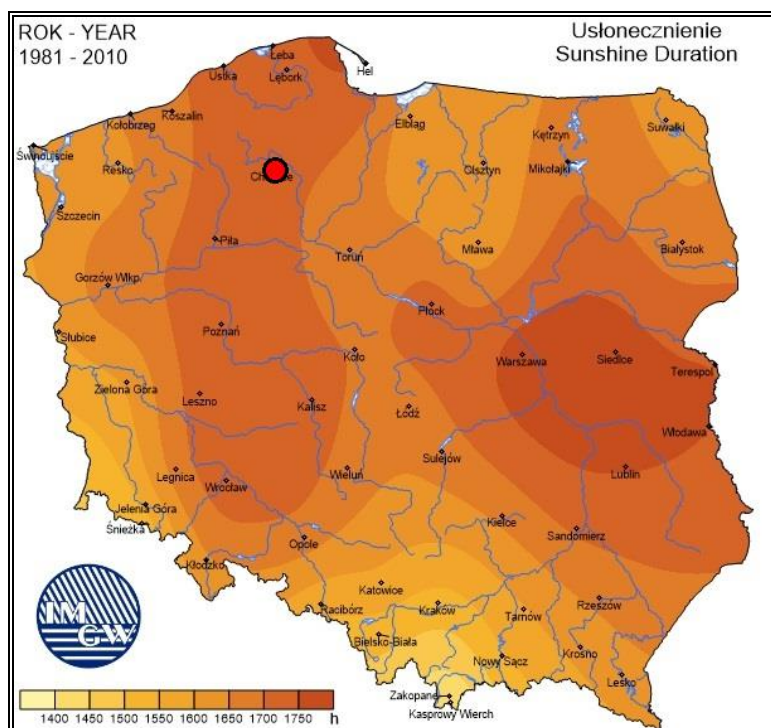 ROK - YEAR
1981 - 2010
Usłonecznienie
Sunshine Duration
Łeba
Hel
Ustka
Lębork
Koszalin
Kołobrzeg
Elbląg
Kętrzyn
Suwałki
Świnoujście
Resko
Olsztyn
Mikołajki
Szczecin
Piła
Toruń
Mława
Białystok
Gorzów Wlkp.
Płock
Słubice
Poznań
Koło
Warszawa
Siedlce
Terespol
Zielona Góra
Leszno
Kalisz
Łódź
Włodawa
Legnica
Wrocław
Wieluń
Sulejów
Lublin
Jelenia Góra
Śnieżka
Opole
Kielce
Sandomierz
Kłodzko
Katowice
Racibórz
Kraków
Tarnów
Rzeszów
Bielsko-Biała
Nowy Sącz
Krosno
Lesko
Zakopane
Kasprowy Wierch
IM
GW
1400 1450 1550 1600 1650 1700 1750 h